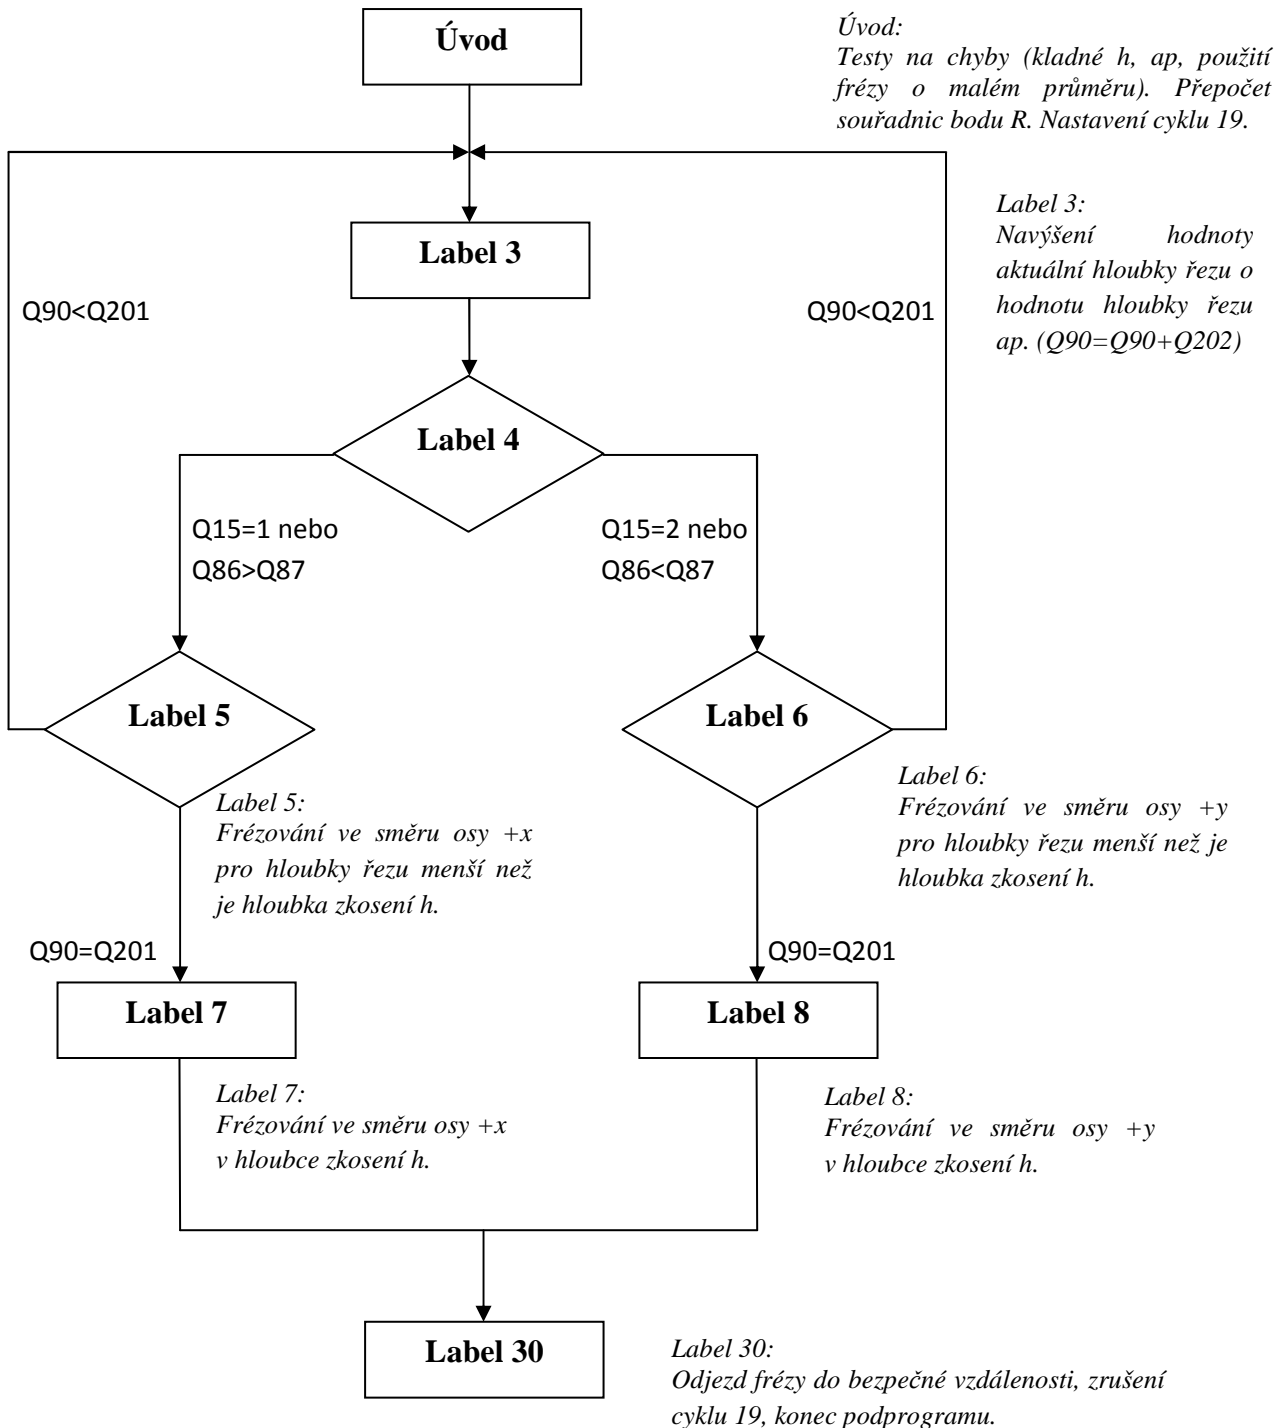 Úvod
Úvod:
Testy na chyby (kladné h, ap, použití
frézy o malém průměru). Přepočet
souřadnic bodu R. Nastavení cyklu 19.
Label 3
Label 3:
Navýšení hodnoty
aktuální hloubky řezu o
hodnotu hloubky řezu
ap. (Q90=Q90+Q202)
Q90<Q201
Q90<Q201
Label 4
Q15=1 nebo
Q86>Q87
Q15=2 nebo
Q86<Q87
Label 5
Label 6
Label 5:
Frézování ve směru osy +x
pro hloubky řezu menší než
je hloubka zkosení h.
Label 6:
Frézování ve směru osy +y
pro hloubky řezu menší než je
hloubka zkosení h.
Q90=Q201
Q90=Q201
Label 7
Label 8
Label 7:
Frézování ve směru osy +x
v hloubce zkosení h.
Label 8:
Frézování ve směru osy +y
v hloubce zkosení h.
Label 30
Label 30:
Odjezd frézy do bezpečné vzdálenosti, zrušení
cyklu 19, konec podprogramu.